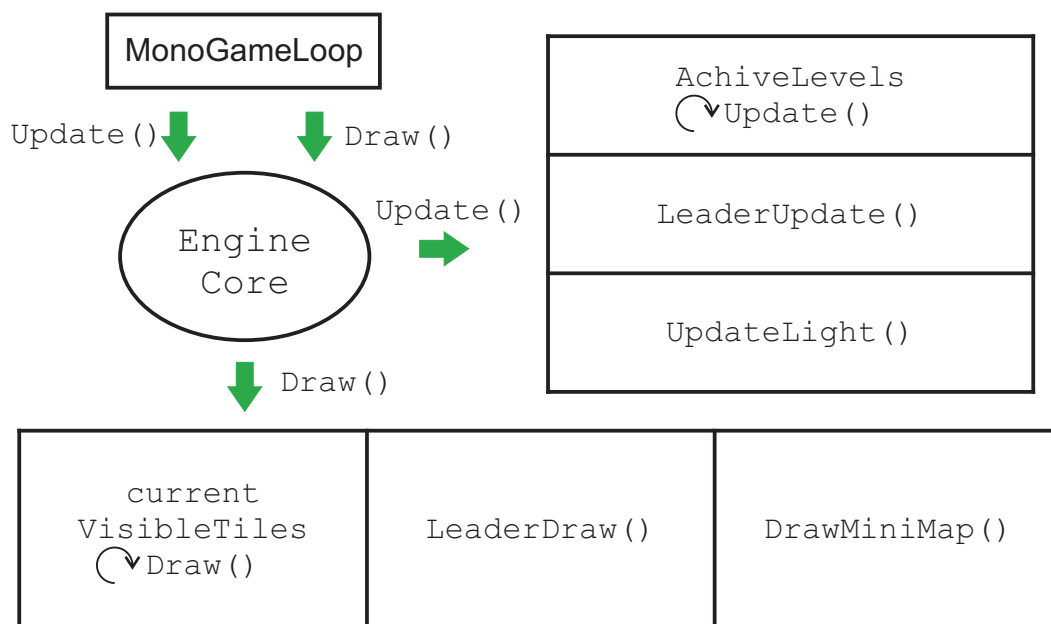 MonoGameLoop
Update()
Draw()
Engine
Core
Update()
AchiveLevels
Update()
LeaderUpdate()
UpdateLight()
Draw()
current
VisibleTiles
Draw()
LeaderDraw()
DrawMiniMap()